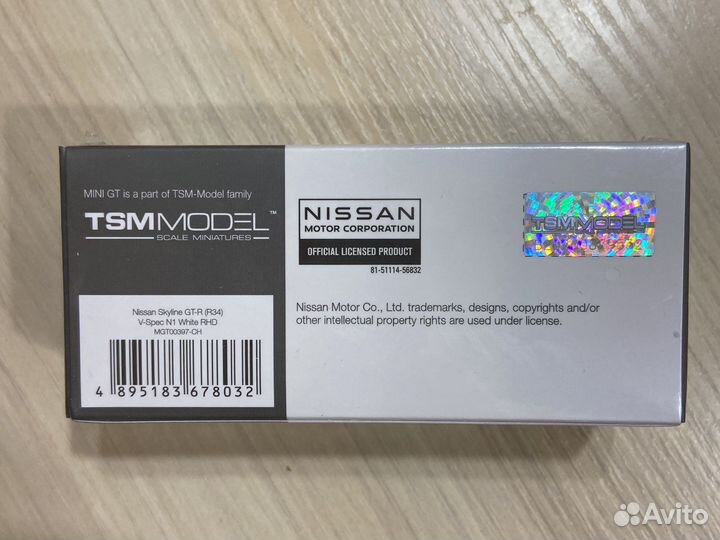 MINI GT is a part of TSM-Model family
TSMMODEL™
SCALE MINIATURES
Nissan Skyline GT-R (R34)
V-Spec N1 White RHD
MGT00397-CH
4 895183 678032
NISSAN
MOTOR CORPORATION
OFFICIAL LICENSED PRODUCT
81-51114-56832
Nissan Motor Co., Ltd. trademarks, designs, copyrights and/or
other intellectual property rights are used under license.
TSMMODEL
Avito